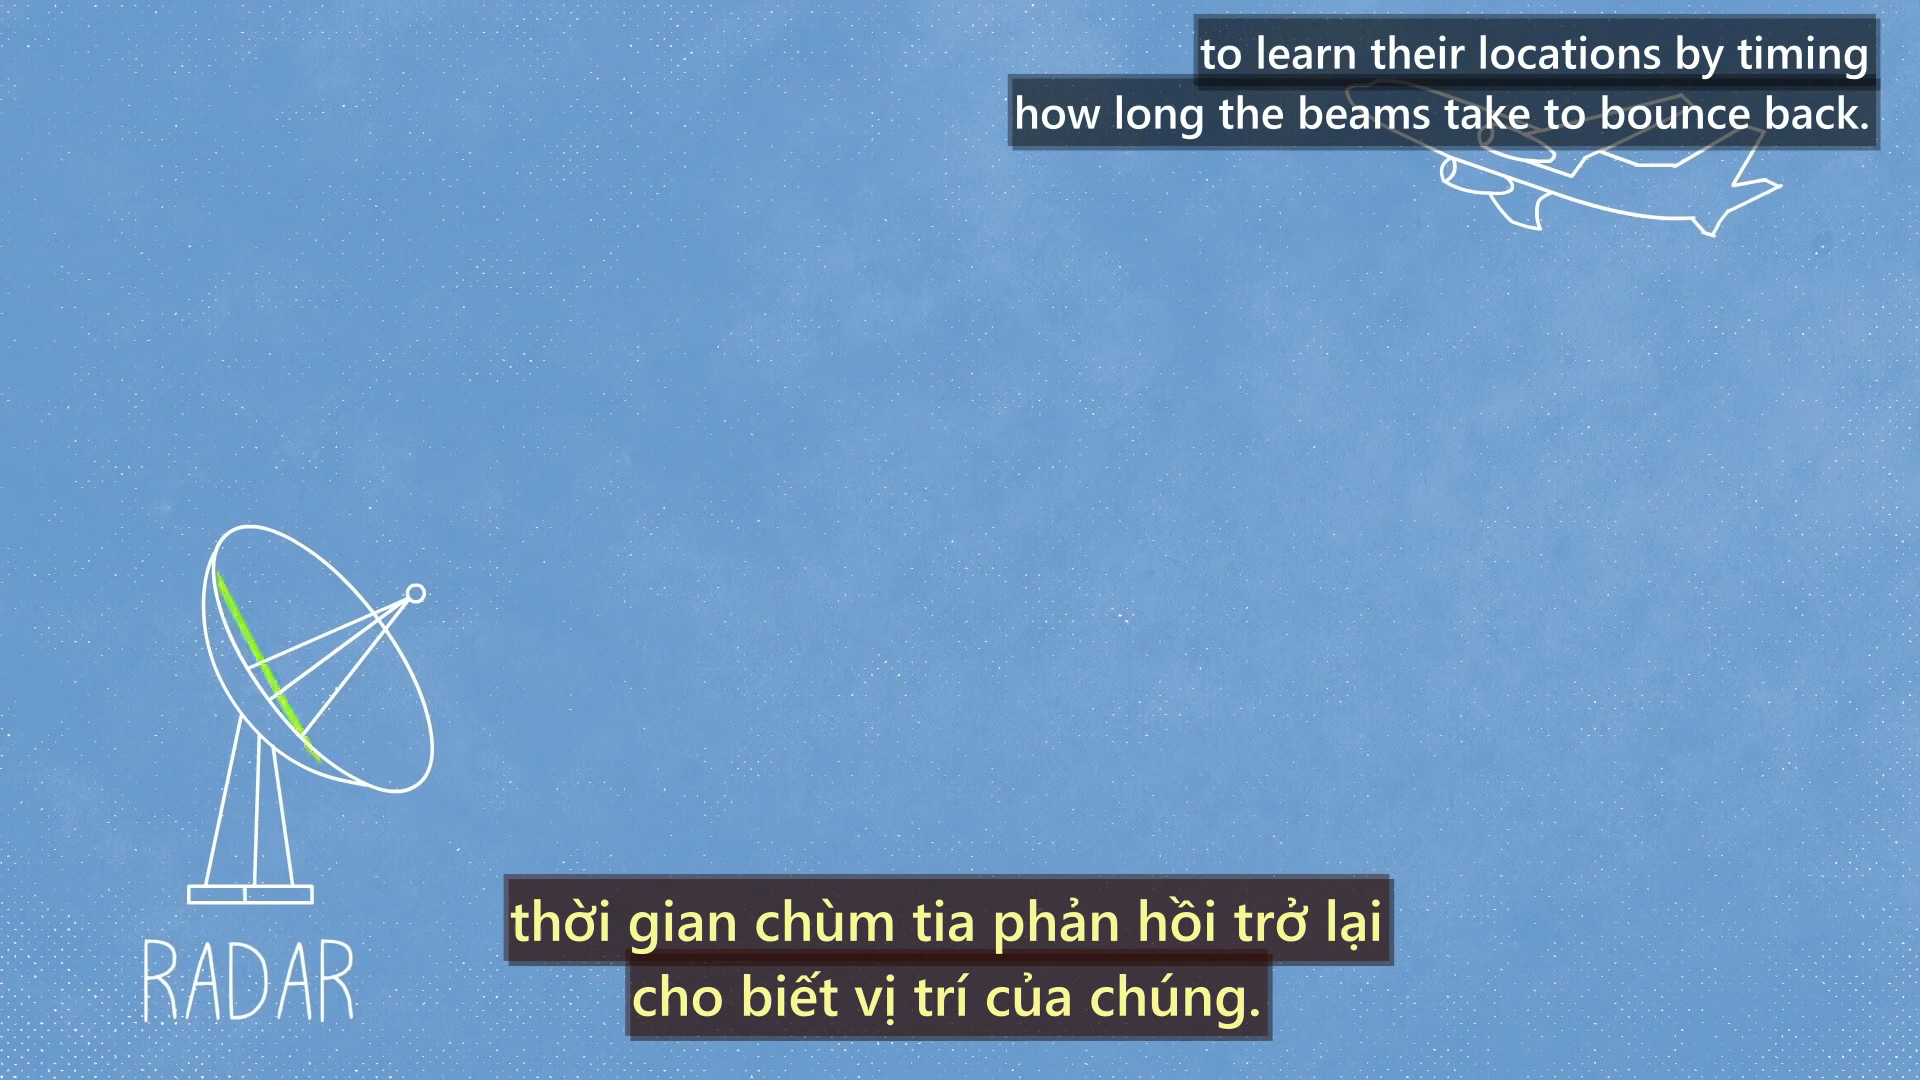 to learn their locations by timing
how long the beams take to bounce back.
RADAR
thời gian chùm tia phản hồi trở lại
cho biết vị trí của chúng.